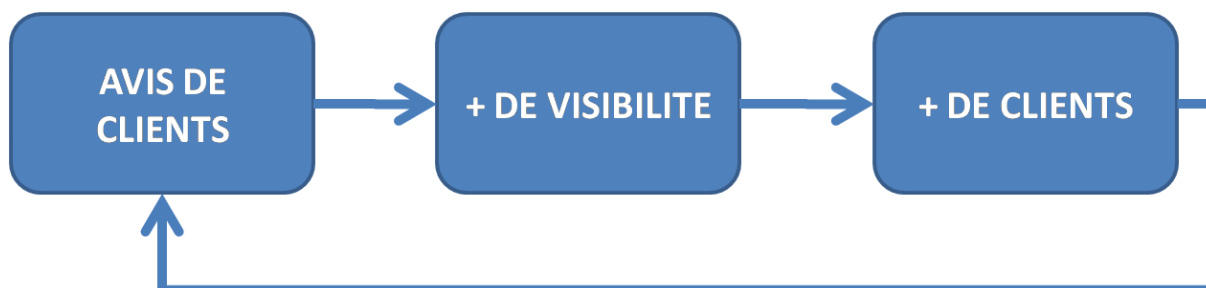 AVIS DE
CLIENTS
+ DE VISIBILITE
+ DE CLIENTS